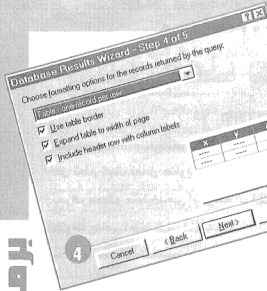 Database Results Wizard - Step 4 of 5
Choose formatting options for the records returned by the query:
Table - one record per row
Use table border
Expand table to width of page
Include header row with column labels
X Y
4
Cancel < Back Next >